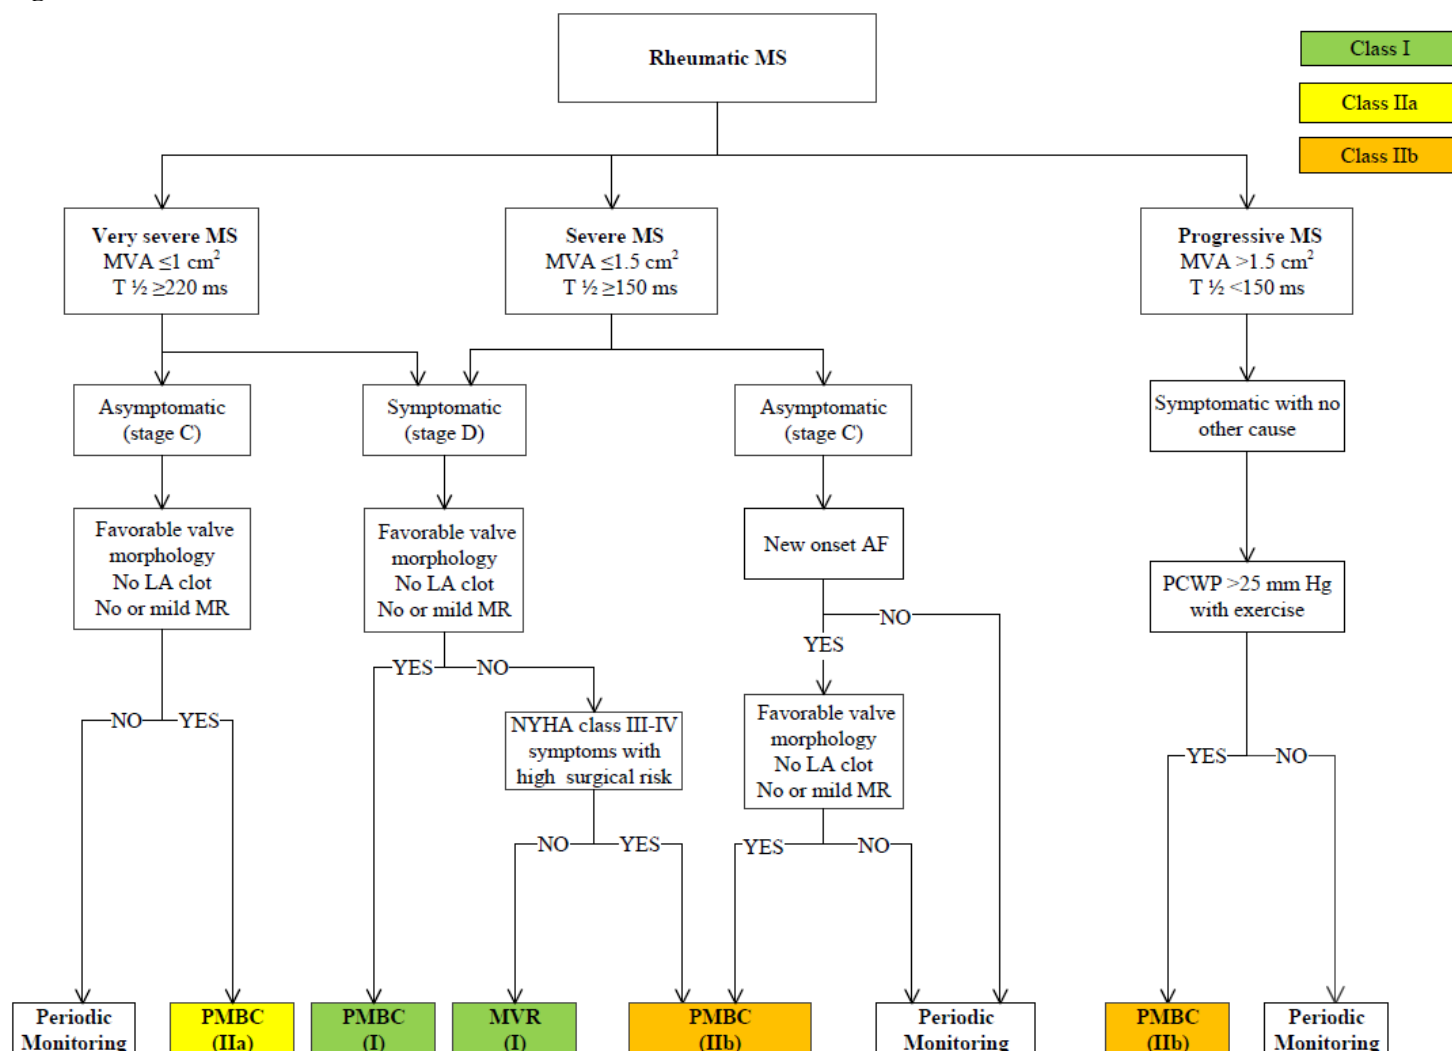 Rheumatic MS
Class I
Class IIa
Class IIb
Very severe MS
MVA ≤1 cm²
T ½ ≥220 ms
Severe MS
MVA ≤1.5 cm²
T ½ ≥150 ms
Progressive MS
MVA >1.5 cm²
T ½ <150 ms
Asymptomatic
(stage C)
Symptomatic
(stage D)
Asymptomatic
(stage C)
Symptomatic with no
other cause
Favorable valve
morphology
No LA clot
No or mild MR
Favorable valve
morphology
No LA clot
No or mild MR
New onset AF
PCWP >25 mm Hg
with exercise
NO
YES
YES
NO
NYHA class III-IV
symptoms with
high surgical risk
Favorable valve
morphology
No LA clot
No or mild MR
NO
YES
YES
NO
NO
YES
YES
NO
YES
NO
Periodic
Monitoring
PMBC
(IIa)
PMBC
(I)
MVR
(I)
PMBC
(IIb)
Periodic
Monitoring
PMBC
(IIb)
Periodic
Monitoring